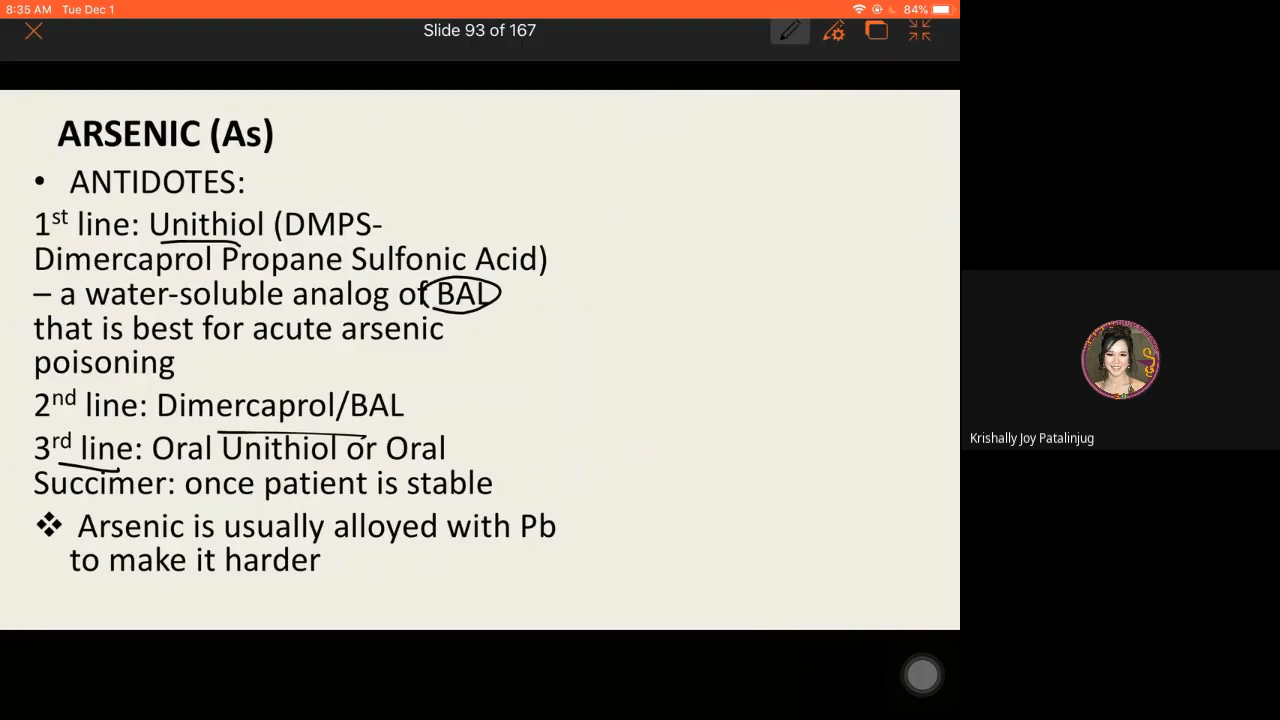 8:35 AM Tue Dec 1
84%
Slide 93 of 167
ARSENIC (As)
• ANTIDOTES:
1st line: Unithiol (DMPS-
Dimercaprol Propane Sulfonic Acid)
– a water-soluble analog of BAL
that is best for acute arsenic
poisoning
2nd line: Dimercaprol/BAL
3rd line: Oral Unithiol or Oral
Succimer: once patient is stable
❖ Arsenic is usually alloyed with Pb
to make it harder
Krishally Joy Patalinjug